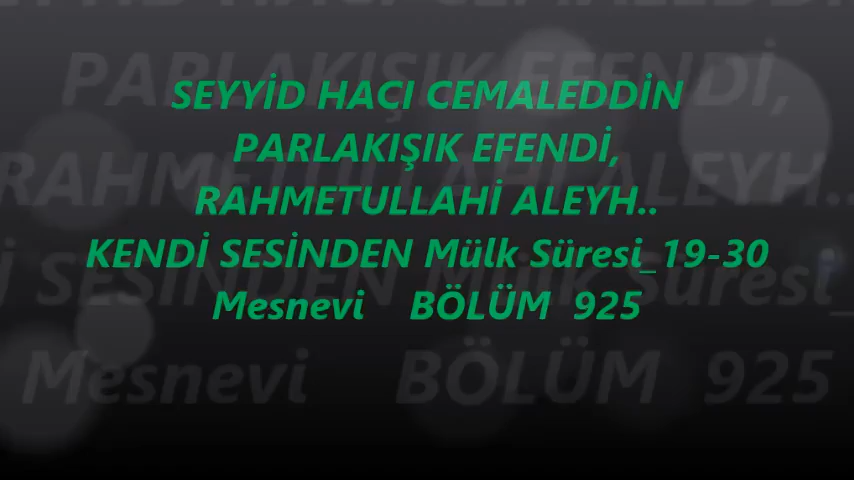 SEYYİD HACI CEMALEDDİN
PARLAKIŞIK EFENDİ,
RAHMETULLAHİ ALEYH..
KENDİ SESİNDEN Mülk Süresi_19-30
Mesnevi BÖLÜM 925